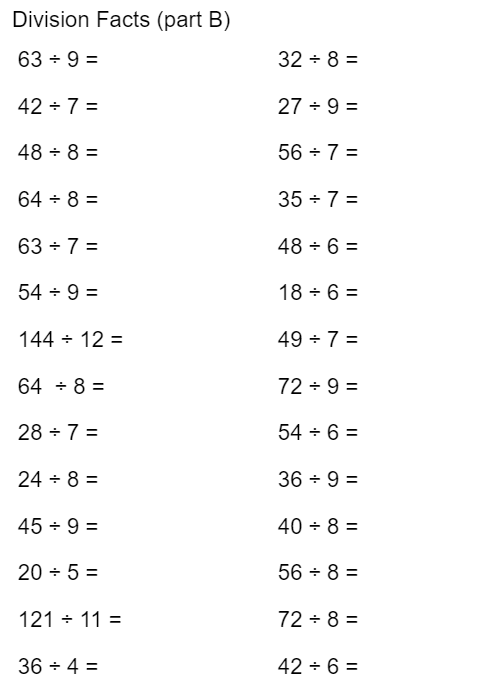 Division Facts (part B)
63 ÷ 9 = 32 ÷ 8 =
42 ÷ 7 = 27 ÷ 9 =
48 ÷ 8 = 56 ÷ 7 =
64 ÷ 8 = 35 ÷ 7 =
63 ÷ 7 = 48 ÷ 6 =
54 ÷ 9 = 18 ÷ 6 =
144 ÷ 12 = 49 ÷ 7 =
64  ÷ 8 = 72 ÷ 9 =
28 ÷ 7 = 54 ÷ 6 =
24 ÷ 8 = 36 ÷ 9 =
45 ÷ 9 = 40 ÷ 8 =
20 ÷ 5 = 56 ÷ 8 =
121 ÷ 11 = 72 ÷ 8 =
36 ÷ 4 = 42 ÷ 6 =